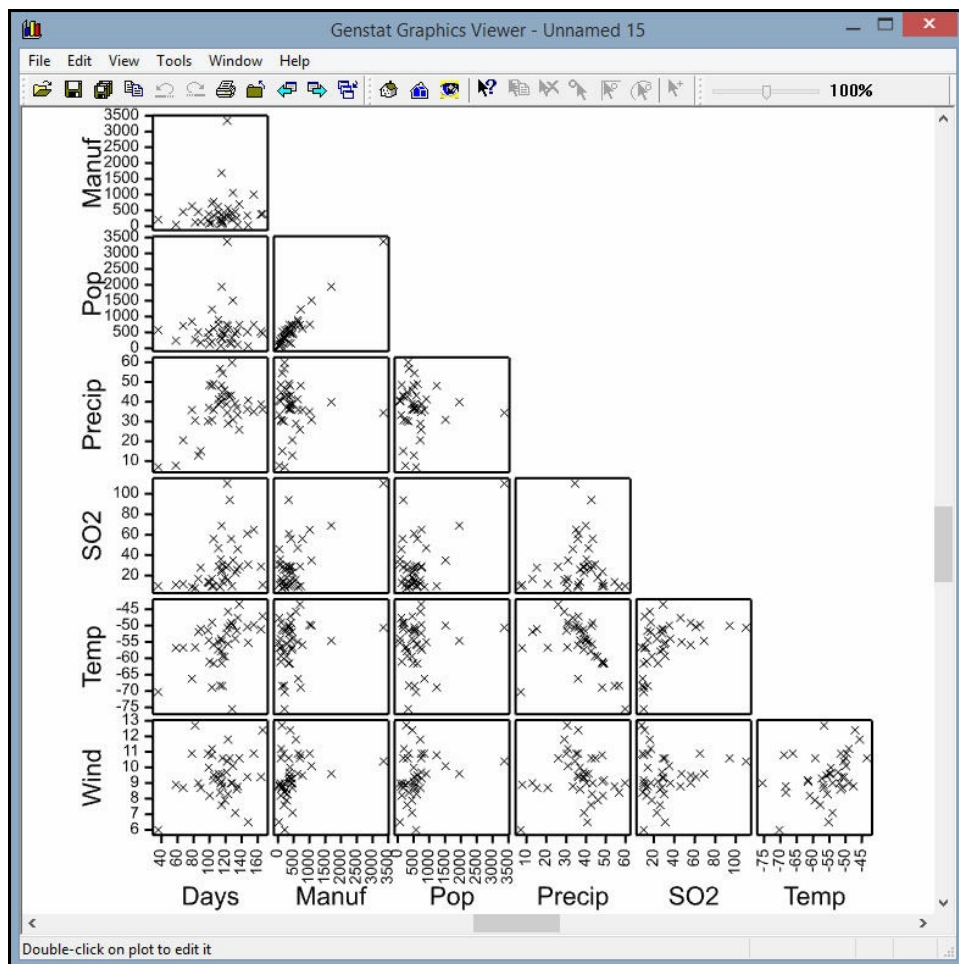 Genstat Graphics Viewer - Unnamed 15
File Edit View Tools Window Help
100%
Manuf
3500
3000
2500
2000
1500
1000
500
0
Pop
3500
3000
2500
2000
1500
1000
500
0
Precip
60
50
40
30
20
10
SO2
100
80
60
40
20
Temp
-45
-50
-55
-60
-65
-70
-75
Wind
13
12
11
10
9
8
7
6
40 60 80 100 120 140 160
0 500 1000 1500 2000 2500 3000 3500
0 500 1000 1500 2000 2500 3000 3500
10 20 30 40 50 60
20 40 60 80 100
-75 -70 -65 -60 -55 -50 -45
Days Manuf Pop Precip SO2 Temp
Double-click on plot to edit it